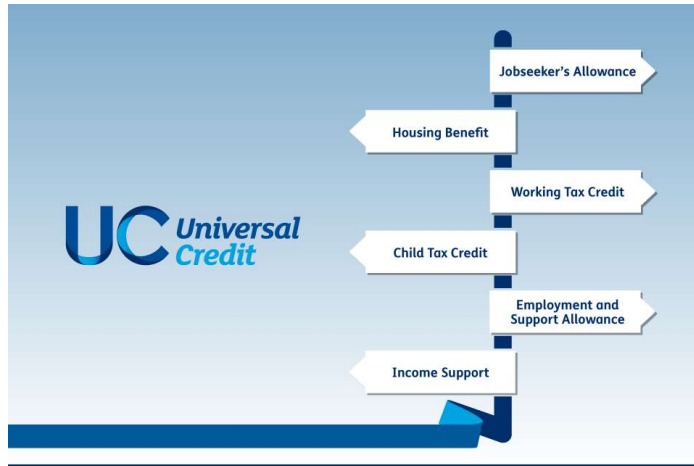 Jobseeker's Allowance
Housing Benefit
Working Tax Credit
UC Universal
Credit
Child Tax Credit
Employment and
Support Allowance
Income Support